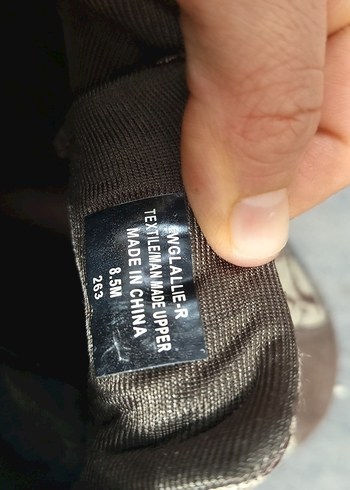 WGLALLIE-R
TEXTILE/MAN MADE UPPER
MADE IN CHINA
8.5M
263